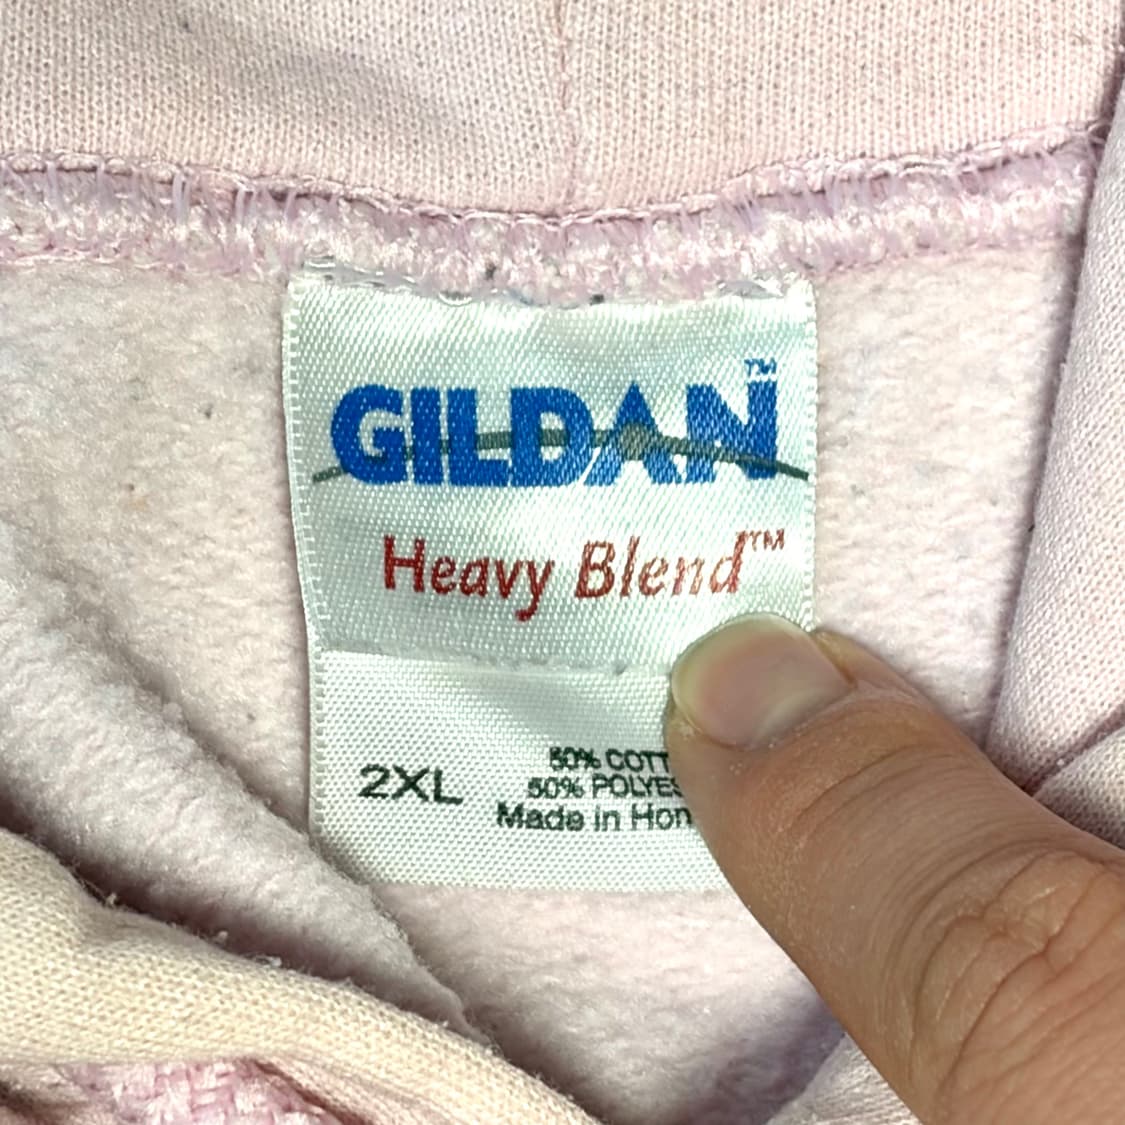 GILDAN™
Heavy Blend™
50% COTT
2XL 50% POLYES
Made in Hon